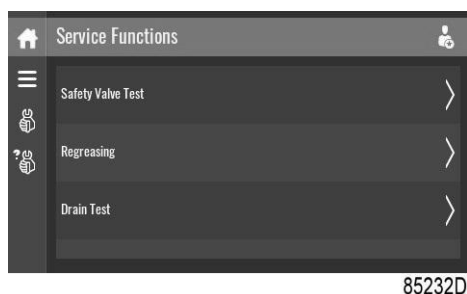 Service Functions
Safety Valve Test
?
Regreasing
Drain Test
85232D